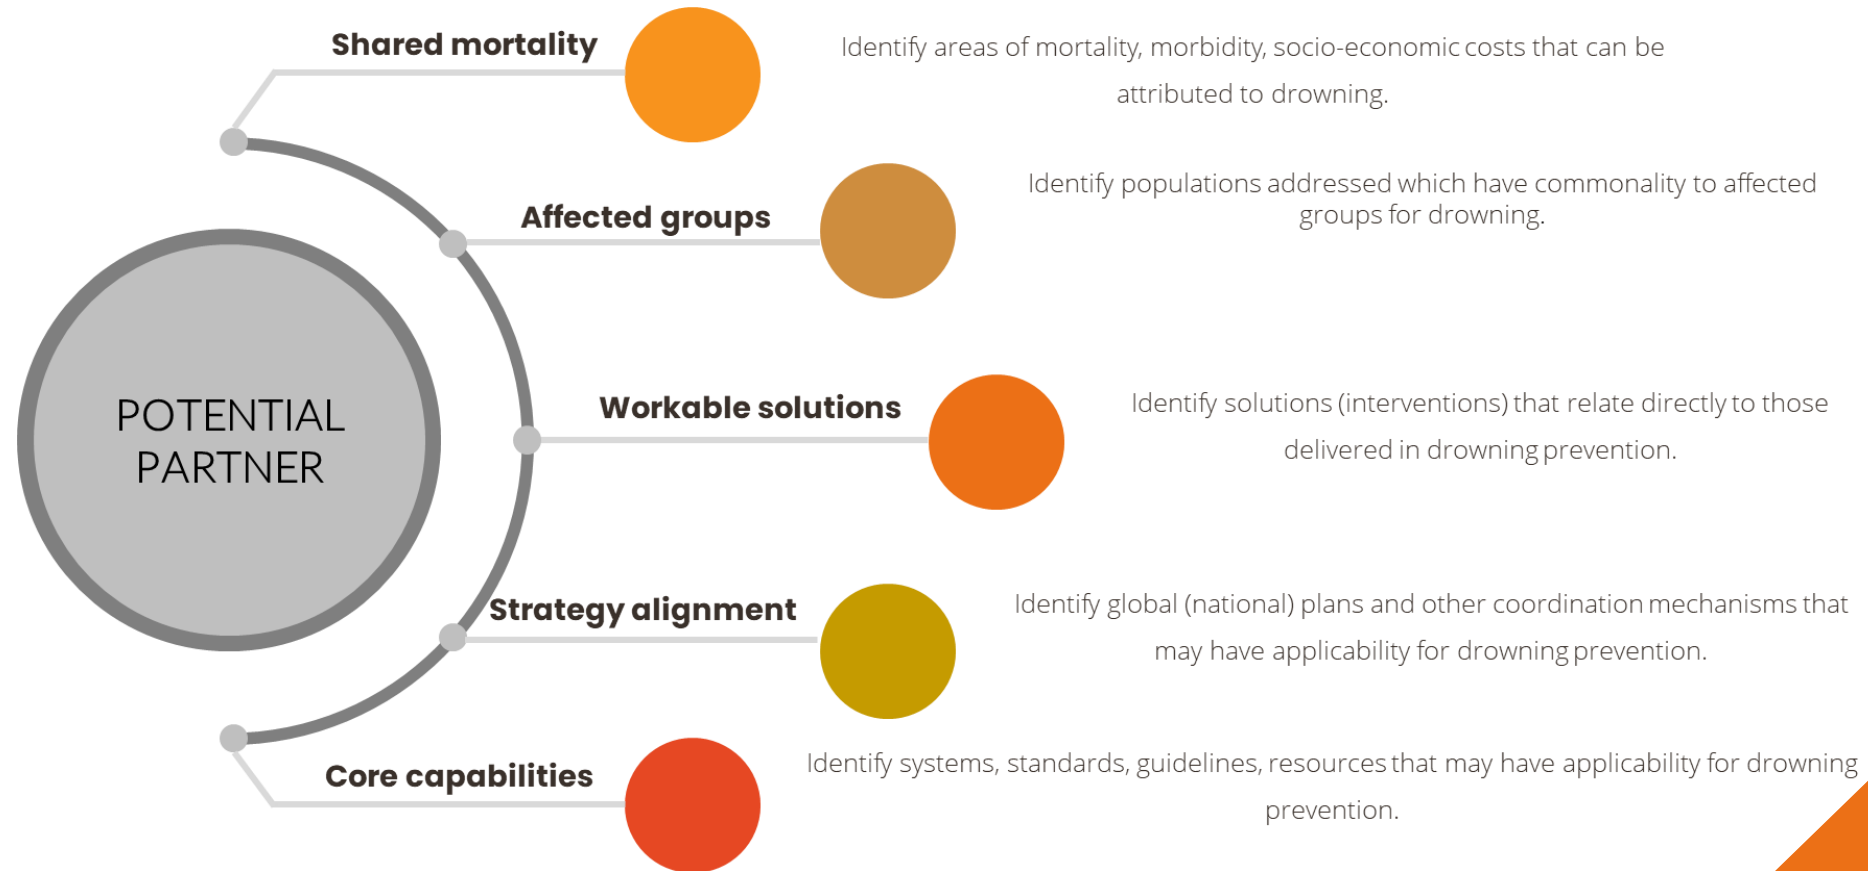 Shared mortality
Identify areas of mortality, morbidity, socio-economic costs that can be
attributed to drowning.
Affected groups
Identify populations addressed which have commonality to affected
groups for drowning.
POTENTIAL
PARTNER
Workable solutions
Identify solutions (interventions) that relate directly to those
delivered in drowning prevention.
Strategy alignment
Identify global (national) plans and other coordination mechanisms that
may have applicability for drowning prevention.
Core capabilities
Identify systems, standards, guidelines, resources that may have applicability for drowning
prevention.